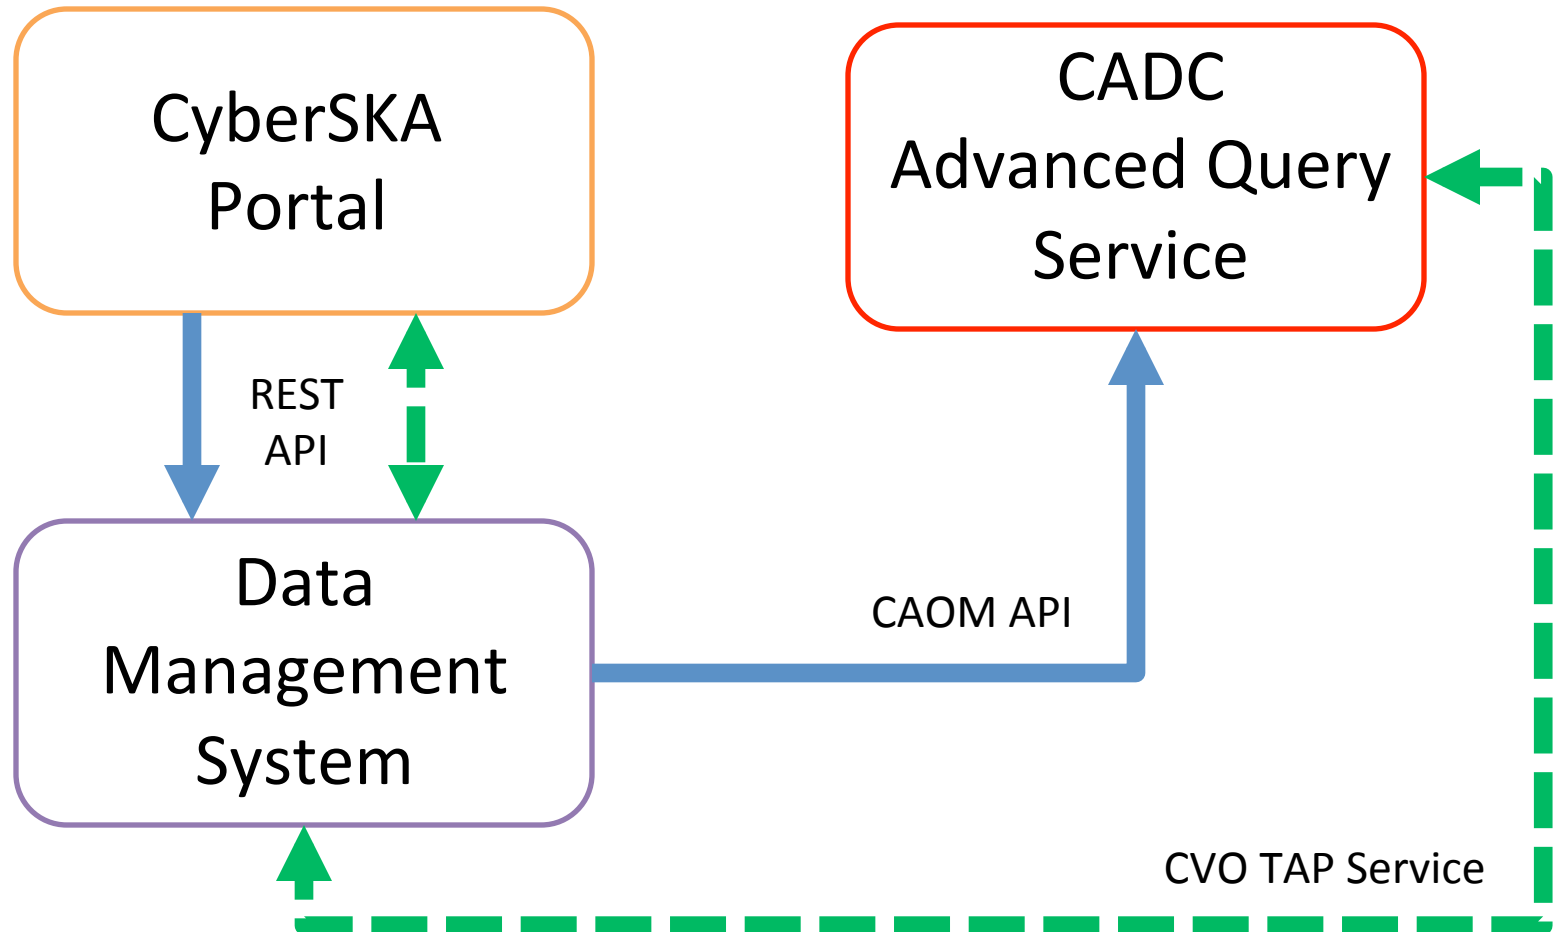 CyberSKA
Portal
CADC
Advanced Query
Service
REST
API
Data
Management
System
CAOM API
CVO TAP Service